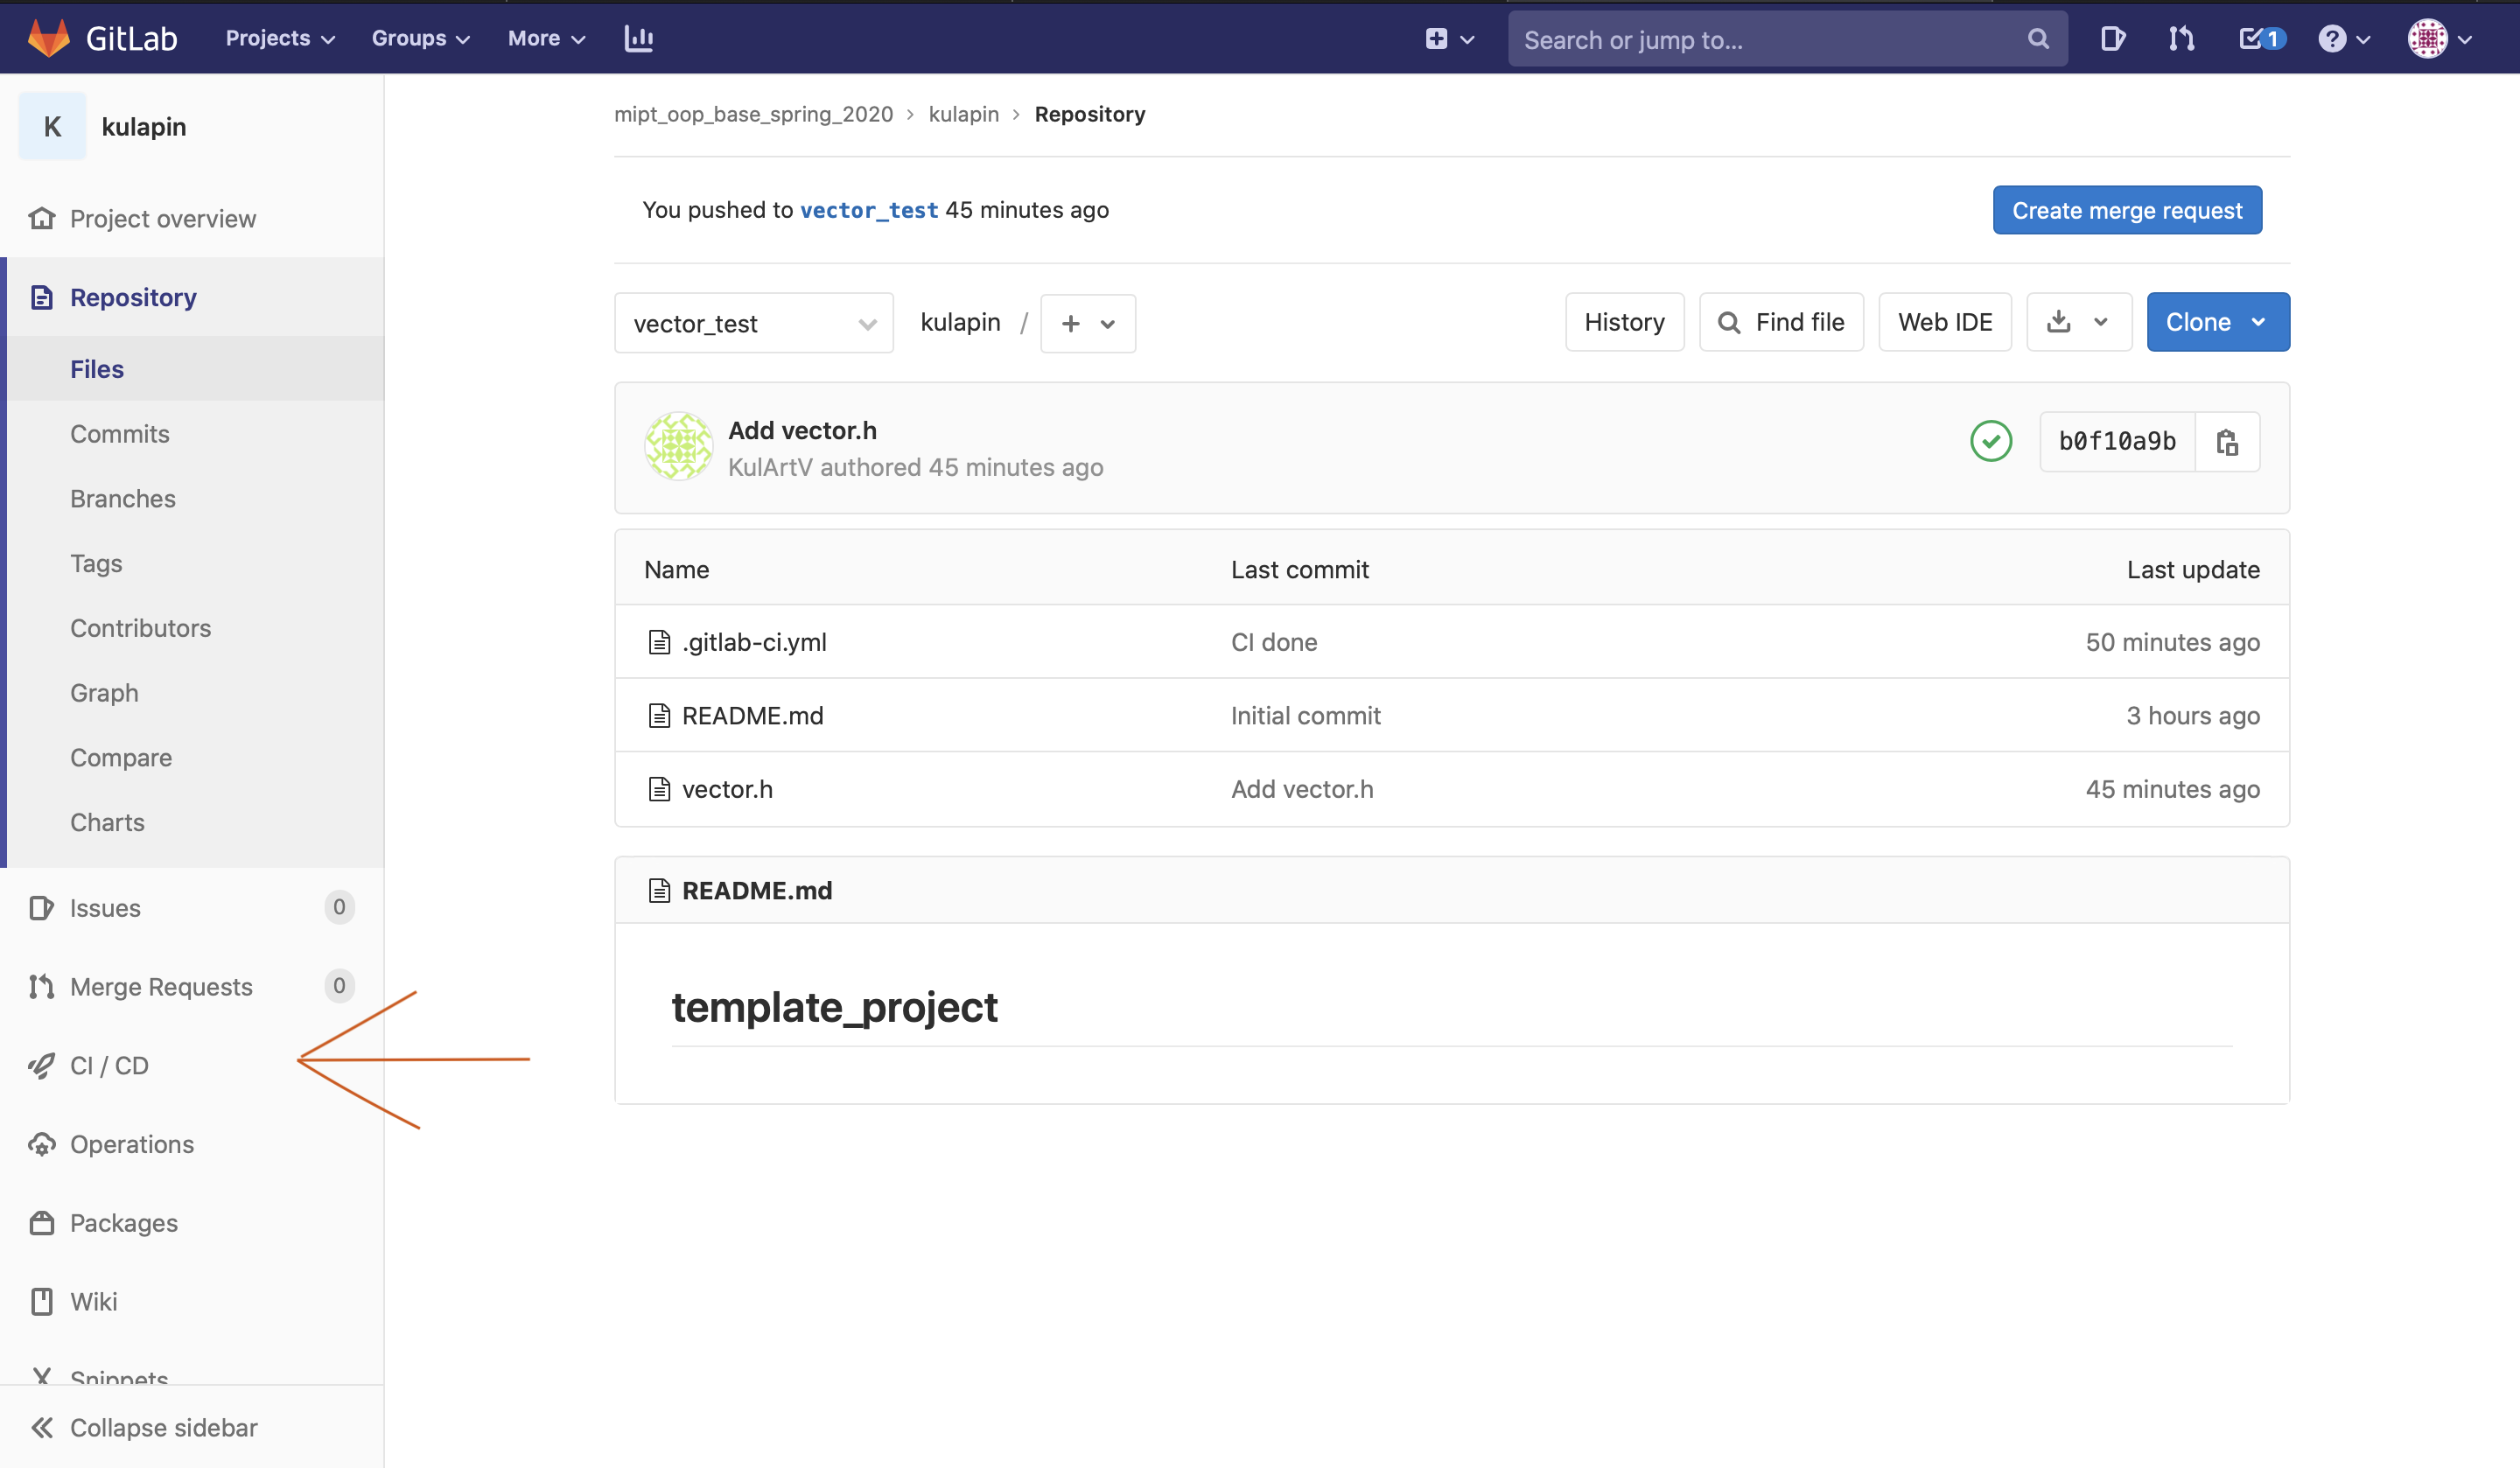 GitLab Projects Groups More Search or jump to... 1
K kulapin
mipt_oop_base_spring_2020 > kulapin > Repository
Project overview
You pushed to vector_test 45 minutes ago Create merge request
Repository
vector_test kulapin / + History Find file Web IDE Clone
Files
Commits
Branches
Tags
Contributors
Graph
Compare
Charts
Add vector.h
KulArtV authored 45 minutes ago b0f10a9b
Name Last commit Last update
.gitlab-ci.yml CI done 50 minutes ago
README.md Initial commit 3 hours ago
vector.h Add vector.h 45 minutes ago
README.md
template_project
Issues 0
Merge Requests 0
CI / CD
Operations
Packages
Wiki
Snippets
Collapse sidebar